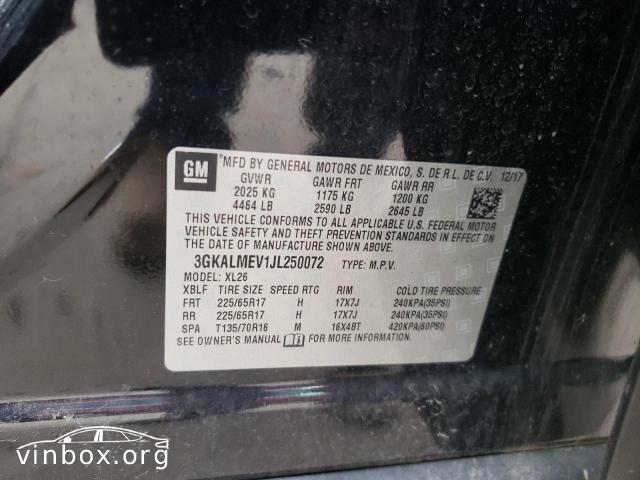 GM MFD BY GENERAL MOTORS DE MEXICO, S. DE R.L. DE C.V. 12/17
GVWR GAWR FRT GAWR RR
2025 KG 1175 KG 1200 KG
4464 LB 2590 LB 2645 LB
THIS VEHICLE CONFORMS TO ALL APPLICABLE U.S. FEDERAL MOTOR
VEHICLE SAFETY AND THEFT PREVENTION STANDARDS IN EFFECT ON
THE DATE OF MANUFACTURE SHOWN ABOVE.
3GKALMEV1JL250072 TYPE: M.P.V.
MODEL: XL26
XBLF TIRE SIZE SPEED RTG RIM COLD TIRE PRESSURE
FRT 225/65R17 H 17X7J 240KPA(35PSI)
RR 225/65R17 H 17X7J 240KPA(35PSI)
SPA T135/70R16 M 16X4BT 420KPA(60PSI)
SEE OWNER'S MANUAL FOR MORE INFORMATION.
vinbox.org